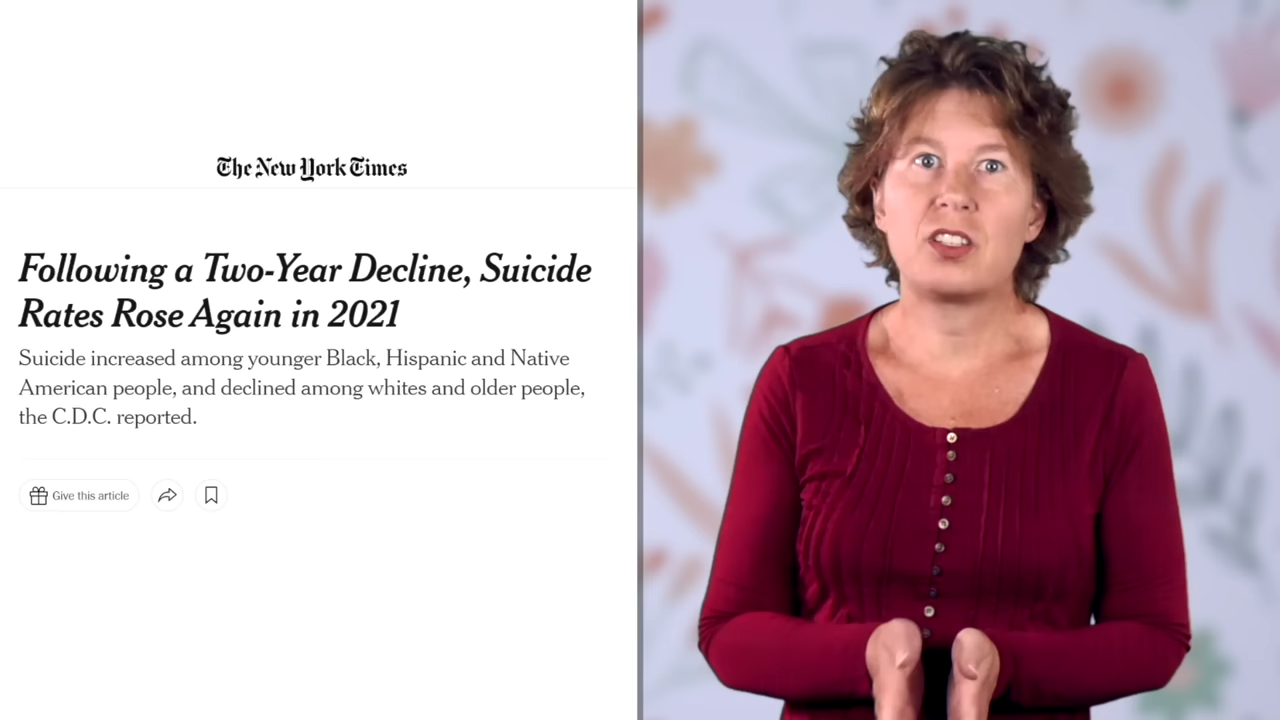 The New York Times
Following a Two-Year Decline, Suicide
Rates Rose Again in 2021
Suicide increased among younger Black, Hispanic and Native
American people, and declined among whites and older people,
the C.D.C. reported.
Give this article